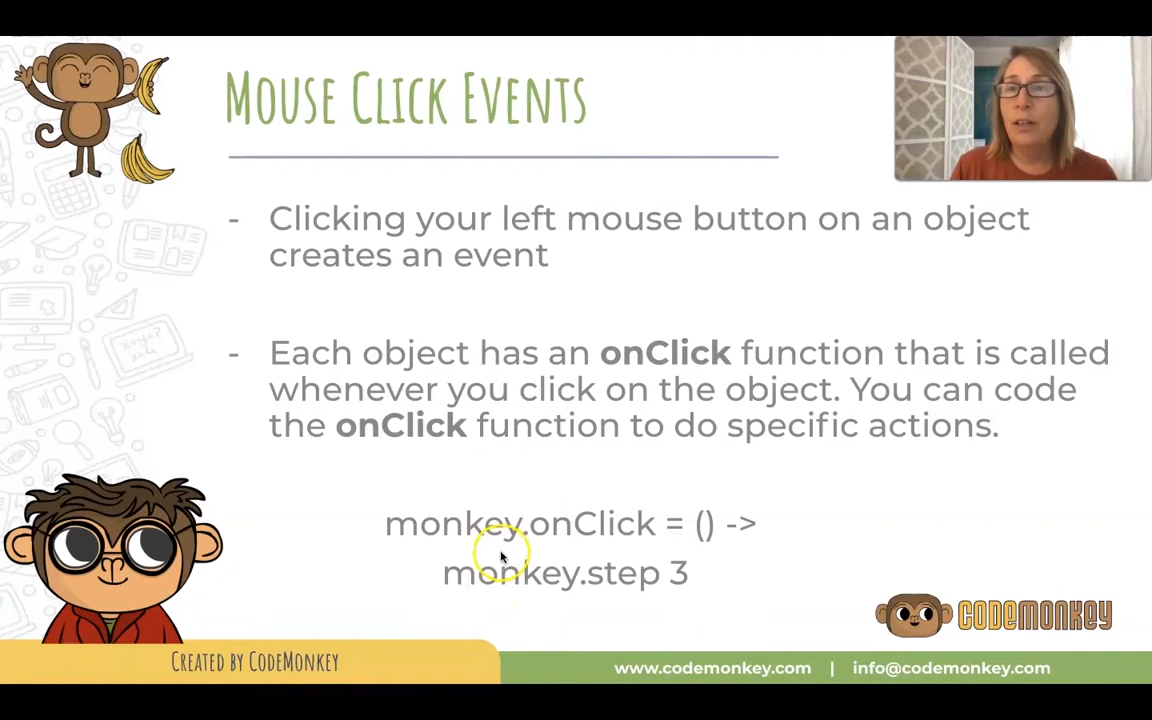 Mouse Click Events
- Clicking your left mouse button on an object
creates an event
- Each object has an onClick function that is called
whenever you click on the object. You can code
the onClick function to do specific actions.
monkey.onClick = () ->
monkey.step 3
CODEMONKEY
Created by CodeMonkey
www.codemonkey.com | info@codemonkey.com